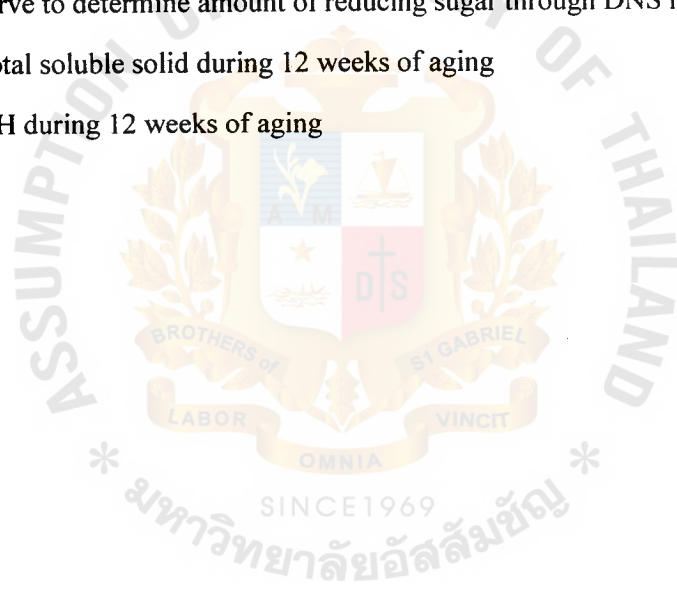 rve to determine amount of reducing sugar through DNS
otal soluble solid during 12 weeks of aging
H during 12 weeks of aging
OF THAILAND
A M
D S
BROTHERS of ST GABRIEL
LABOR VINCIT
OMNIA
SINCE1969
* มหาวิทยาลัยอัสสัมชัญ *